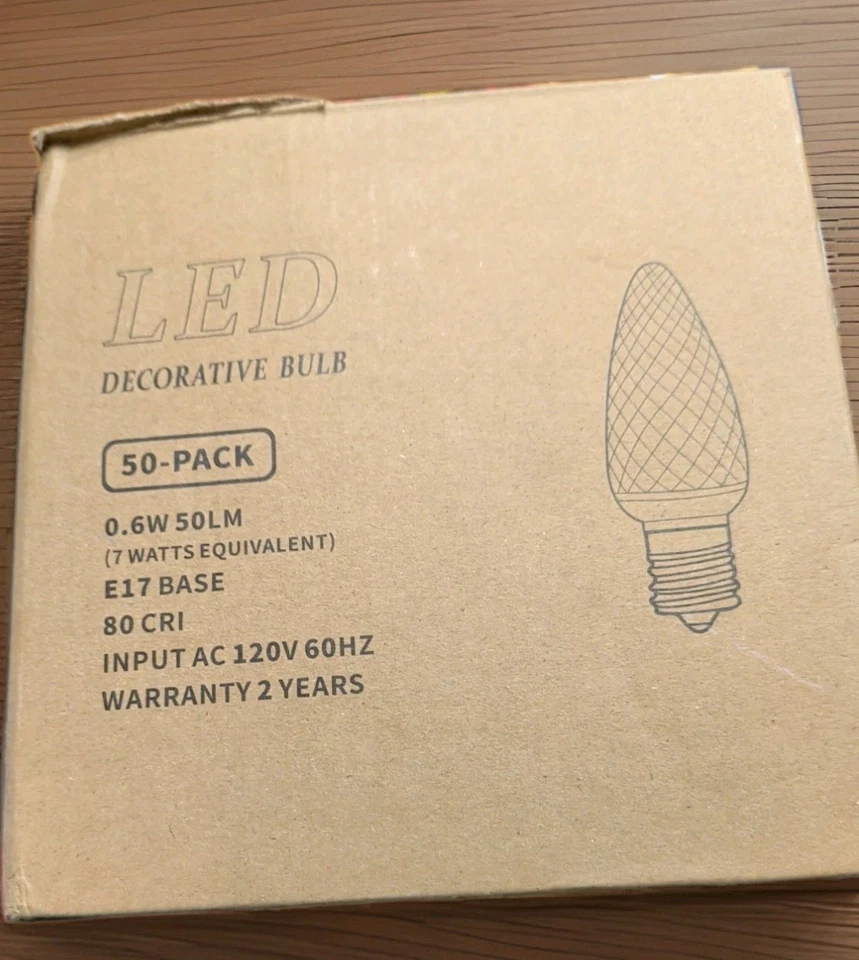 LED
DECORATIVE BULB
50-PACK
0.6W 50LM
(7 WATTS EQUIVALENT)
E17 BASE
80 CRI
INPUT AC 120V 60HZ
WARRANTY 2 YEARS